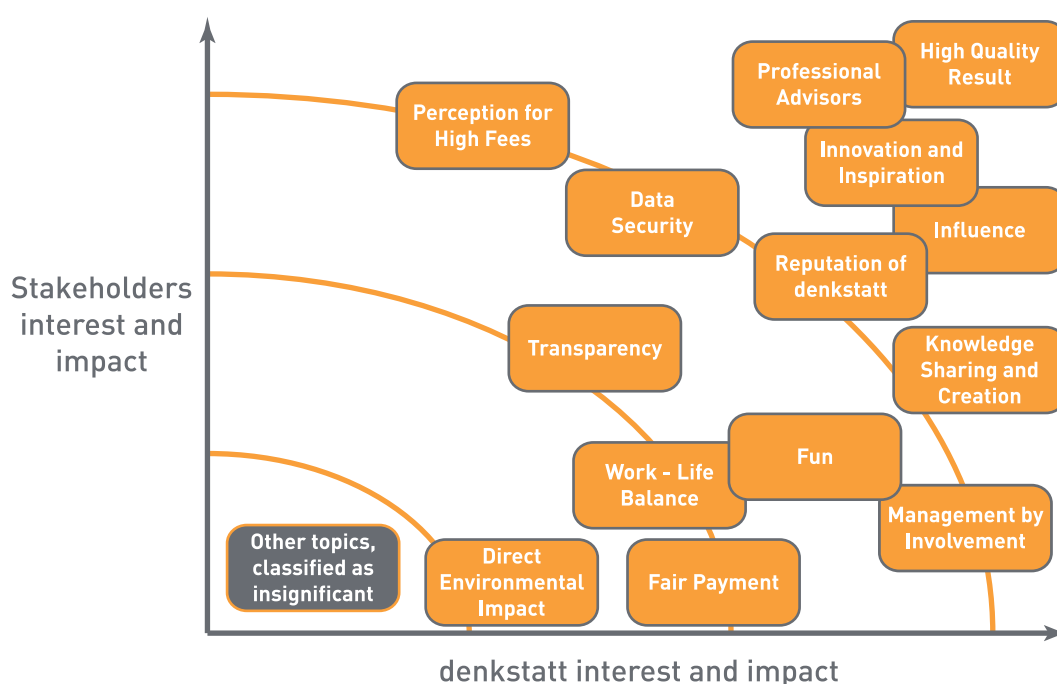 High Quality
Result
Professional
Advisors
Perception for
High Fees
Innovation and
Inspiration
Data
Security
Influence
Reputation of
denkstatt
Stakeholders
interest and
impact
Transparency
Knowledge
Sharing and
Creation
Fun
Work - Life
Balance
Management by
Involvement
Other topics,
classified as
insignificant
Direct
Environmental
Impact
Fair Payment
denkstatt interest and impact